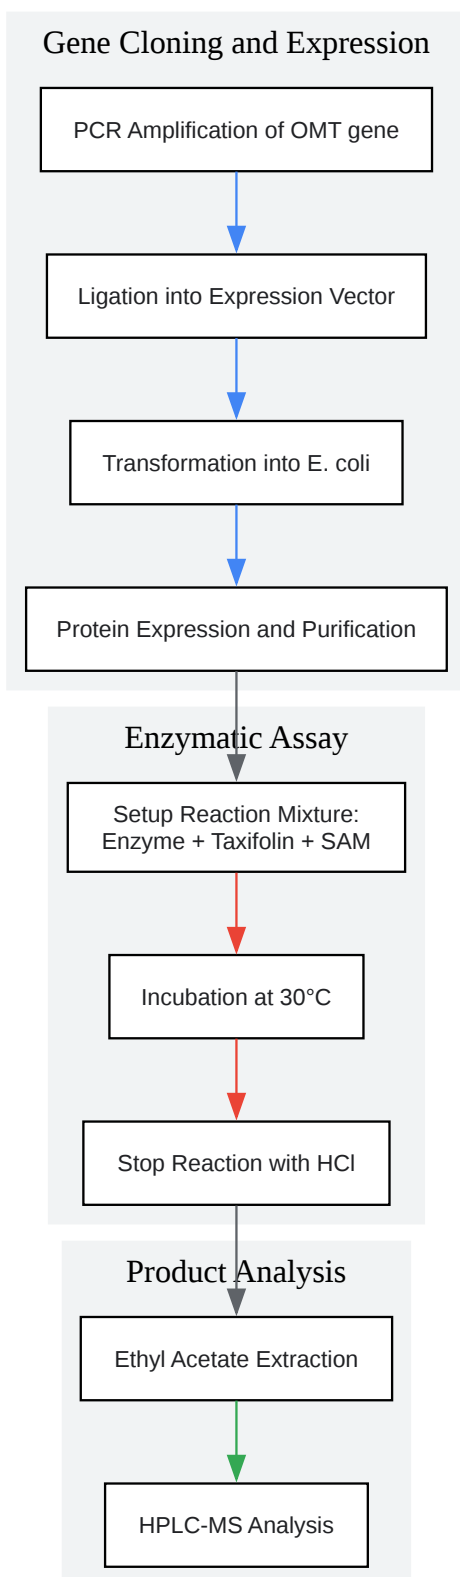 Gene Cloning and Expression
PCR Amplification of OMT gene
Ligation into Expression Vector
Transformation into E. coli
Protein Expression and Purification
Enzymatic Assay
Setup Reaction Mixture:
Enzyme + Taxifolin + SAM
Incubation at 30°C
Stop Reaction with HCl
Product Analysis
Ethyl Acetate Extraction
HPLC-MS Analysis